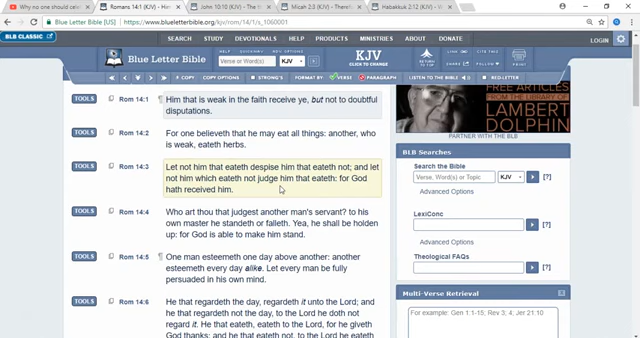 Why no one should cele
Romans 14:1 (KJV) - Him
John 10:10 (KJV) - The t
Micah 2:3 (KJV) - Theref
Habakkuk 2:12 (KJV) - W
Secure
https://www.blueletterbible.org/kjv/rom/14/1/s_1060001
BLB CLASSIC
SEARCH STUDY DEVOTIONALS HELP PRODUCTS MINISTRIES ABOUT DONATE LOGIN
Blue Letter Bible
Verse or Word(s)
KJV
KJV
CLICK TO CHANGE
RETURN TO TOP
LINK
PRINT
COPY COPY OPTIONS STRONG'S FORMAT BY VERSE PARAGRAPH LISTEN TO THE BIBLE RED-LETTER
TOOLS Rom 14:1 ¶ Him that is weak in the faith receive ye, but not to doubtful
disputations.
TOOLS Rom 14:2 For one believeth that he may eat all things: another, who
is weak, eateth herbs.
TOOLS Rom 14:3 Let not him that eateth despise him that eateth not; and let
not him which eateth not judge him that eateth: for God
hath received him.
TOOLS Rom 14:4 Who art thou that judgest another man's servant? to his
own master he standeth or falleth. Yea, he shall be holden
up: for God is able to make him stand.
TOOLS Rom 14:5 ¶ One man esteemeth one day above another: another
esteemeth every day alike. Let every man be fully
persuaded in his own mind.
TOOLS Rom 14:6 He that regardeth the day, regardeth it unto the Lord; and he
that regardeth not the day, to the Lord he doth not
regard it. He that eateth, eateth to the Lord, for he giveth
God thanks; and he that eateth not, to the Lord he eateth
FREE ARTICLES
FROM THE LIBRARY OF
LAMBERT
DOLPHIN
PARTNER WITH THE BLB
BLB Searches
Search the Bible
Verse, Word(s) or Topic KJV [?]
Advanced Options
LexiConc
[?]
Advanced Options
Theological FAQs
[?]
Multi-Verse Retrieval
For example: Gen 1:1-15; Rev 3, 4; Jer 21:10